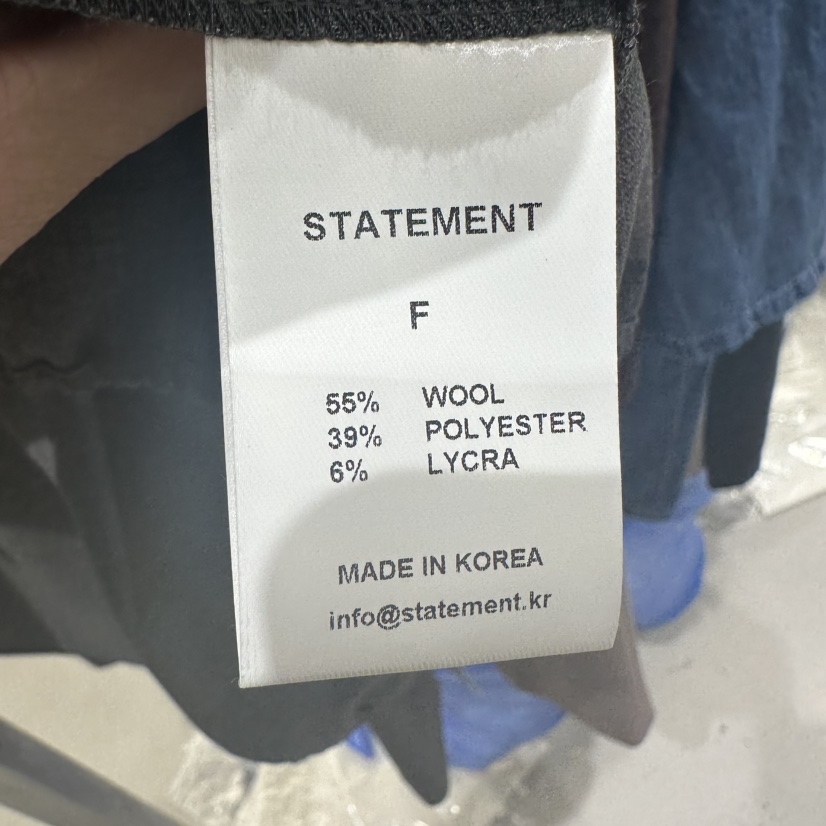 STATEMENT
F
55% WOOL
39% POLYESTER
6% LYCRA
MADE IN KOREA
info@statement.kr